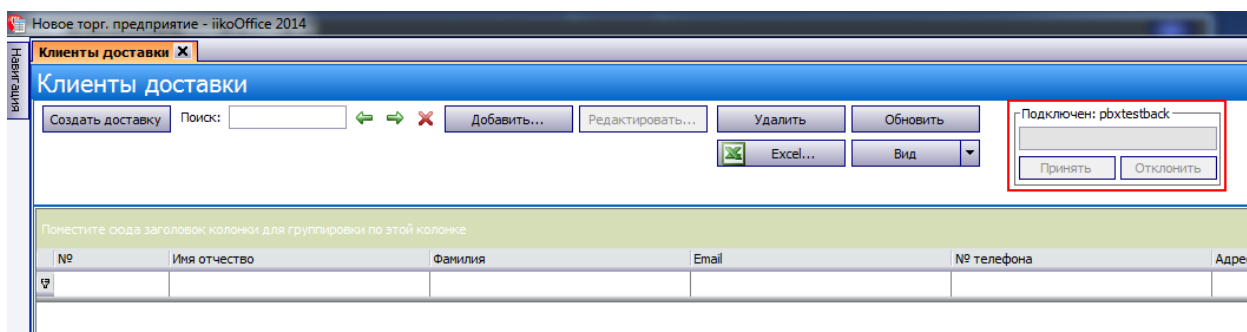 Новое торг. предприятие - iikoOffice 2014
Навигация
Клиенты доставки X
Клиенты доставки
Создать доставку Поиск: Добавить... Редактировать... Удалить Обновить
Excel... Вид
Подключен: pbxtestback
Принять Отклонить
Поместите сюда заголовок колонки для группировки по этой колонке
№ Имя отчество Фамилия Email № телефона Адре